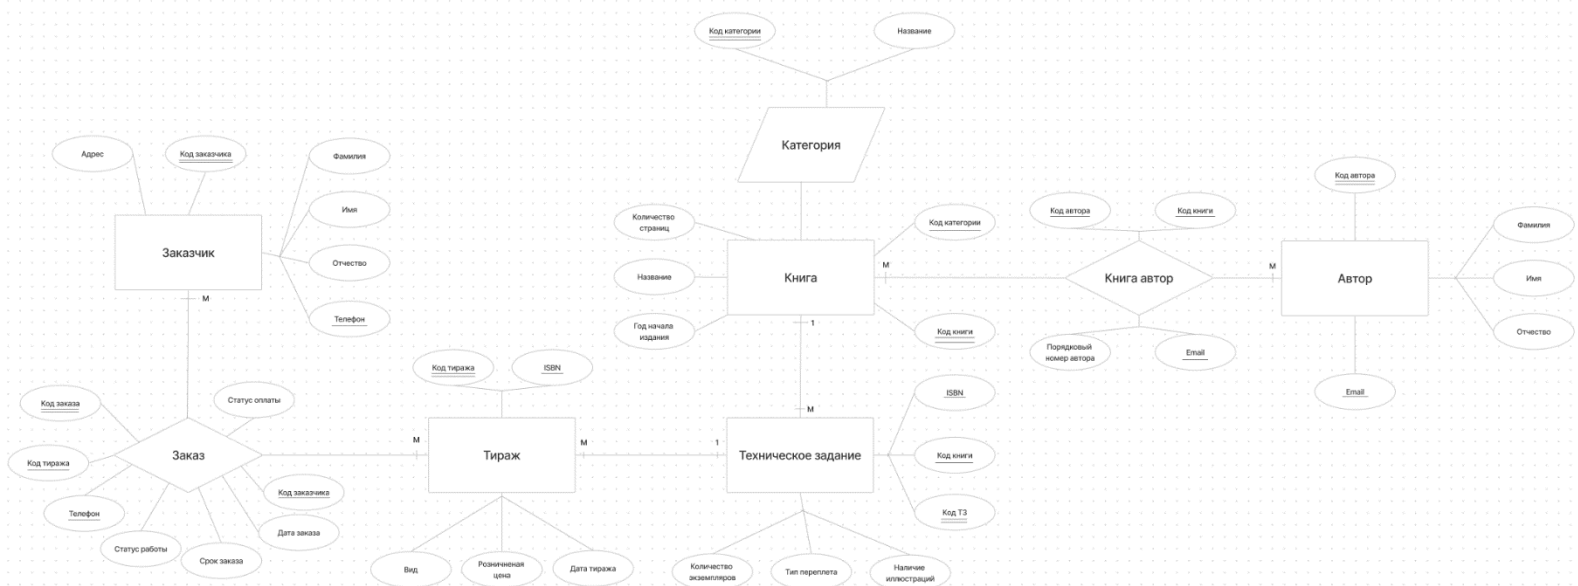 Код категории
Название
Категория
Адрес
Код заказчика
Фамилия
Имя
Отчество
Телефон
Заказчик
М
Количество
страниц
Название
Год начала
издания
Книга
Код категории
Код книги
М
1
Код автора
Код книги
Книга автор
Порядковый
номер автора
Email
М
Код автора
Автор
Фамилия
Имя
Отчество
Email
Код заказа
Статус оплаты
Код тиража
Заказ
Телефон
Статус работы
Срок заказа
Дата заказа
Код заказчика
М
Код тиража
ISBN
Тираж
М
1
Вид
Розничненая
цена
Дата тиража
М
Техническое задание
ISBN
Код книги
Код ТЗ
Количество
экземпляров
Тип переплета
Наличие
иллюстраций